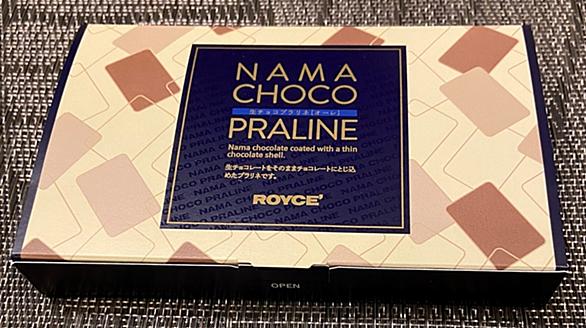 NAMA
CHOCO
生チョコプラリネ[オーレ]
PRALINE
Nama chocolate coated with a thin
chocolate shell.
生チョコレートをそのままチョコレートにとじ込
めたプラリネです。
ROYCE'
OPEN